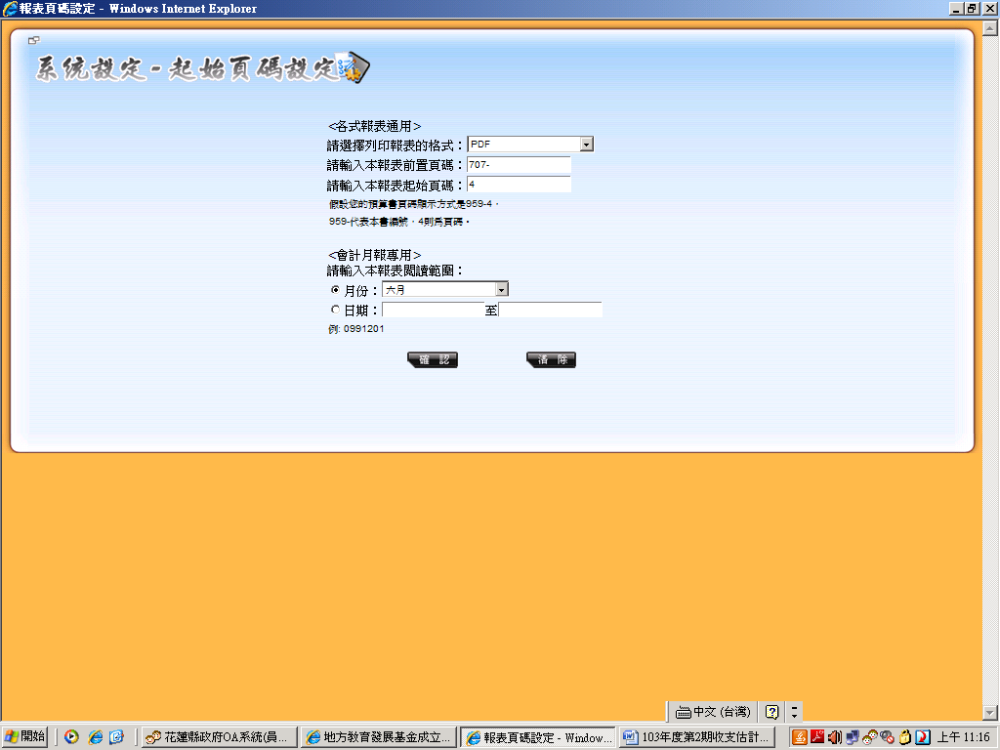 報表頁碼設定 - Windows Internet Explorer
系統設定-起始頁碼設定
<各式報表通用>
請選擇列印報表的格式：PDF
請輸入本報表前置頁碼：707-
請輸入本報表起始頁碼：4
假設您的預算書頁碼顯示方式是959-4，
959-代表本書編號，4則為頁碼。
<會計月報專用>
請輸入本報表閱讀範圍：
月份：六月
日期： 至
例: 0991201
確 認 清 除
中文 (台灣)
開始 花蓮縣政府OA系統(員... 地方教育發展基金成立... 報表頁碼設定 - Window... 103年度第2期收支估計... 上午 11:16